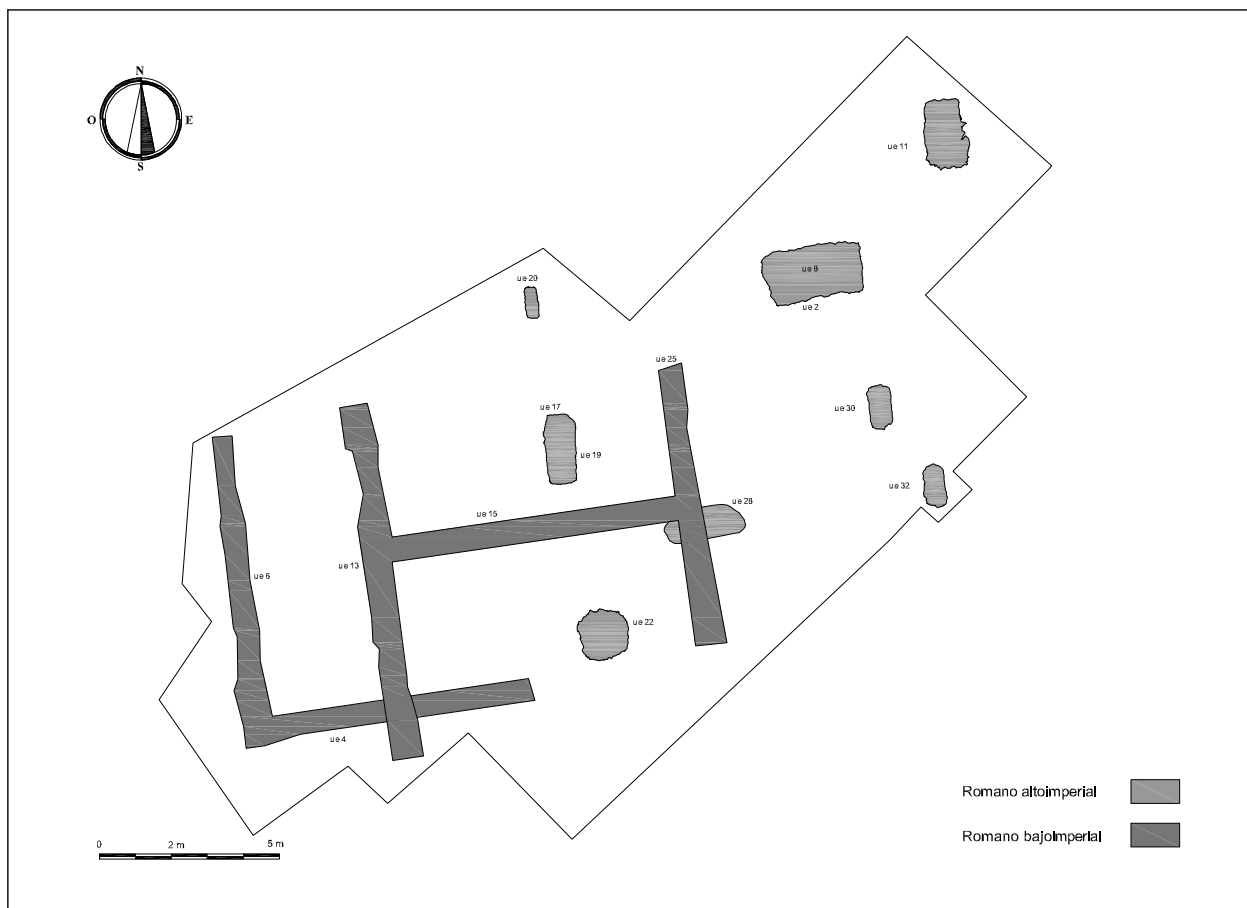 N
O E
S
ue 11
ue 8
ue 2
ue 20
ue 25
ue 17
ue 30
ue 19
ue 32
ue 28
ue 15
ue 13
ue 6
ue 22
ue 4
Romano altoimperial
Romano bajoimperial
0 2 m 5 m